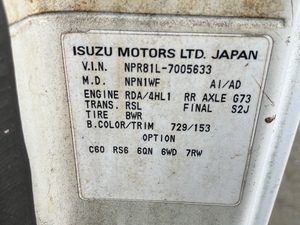 ISUZU MOTORS LTD. JAPAN
V.I.N. NPR81L-7005633
M.D. NPN1WF AI/AD
ENGINE RDA/4HL1 RR AXLE G73
TRANS. RSL FINAL S2J
TIRE BWR
B.COLOR/TRIM 729/153
OPTION
C60 RS6 6QN 6WD 7RW